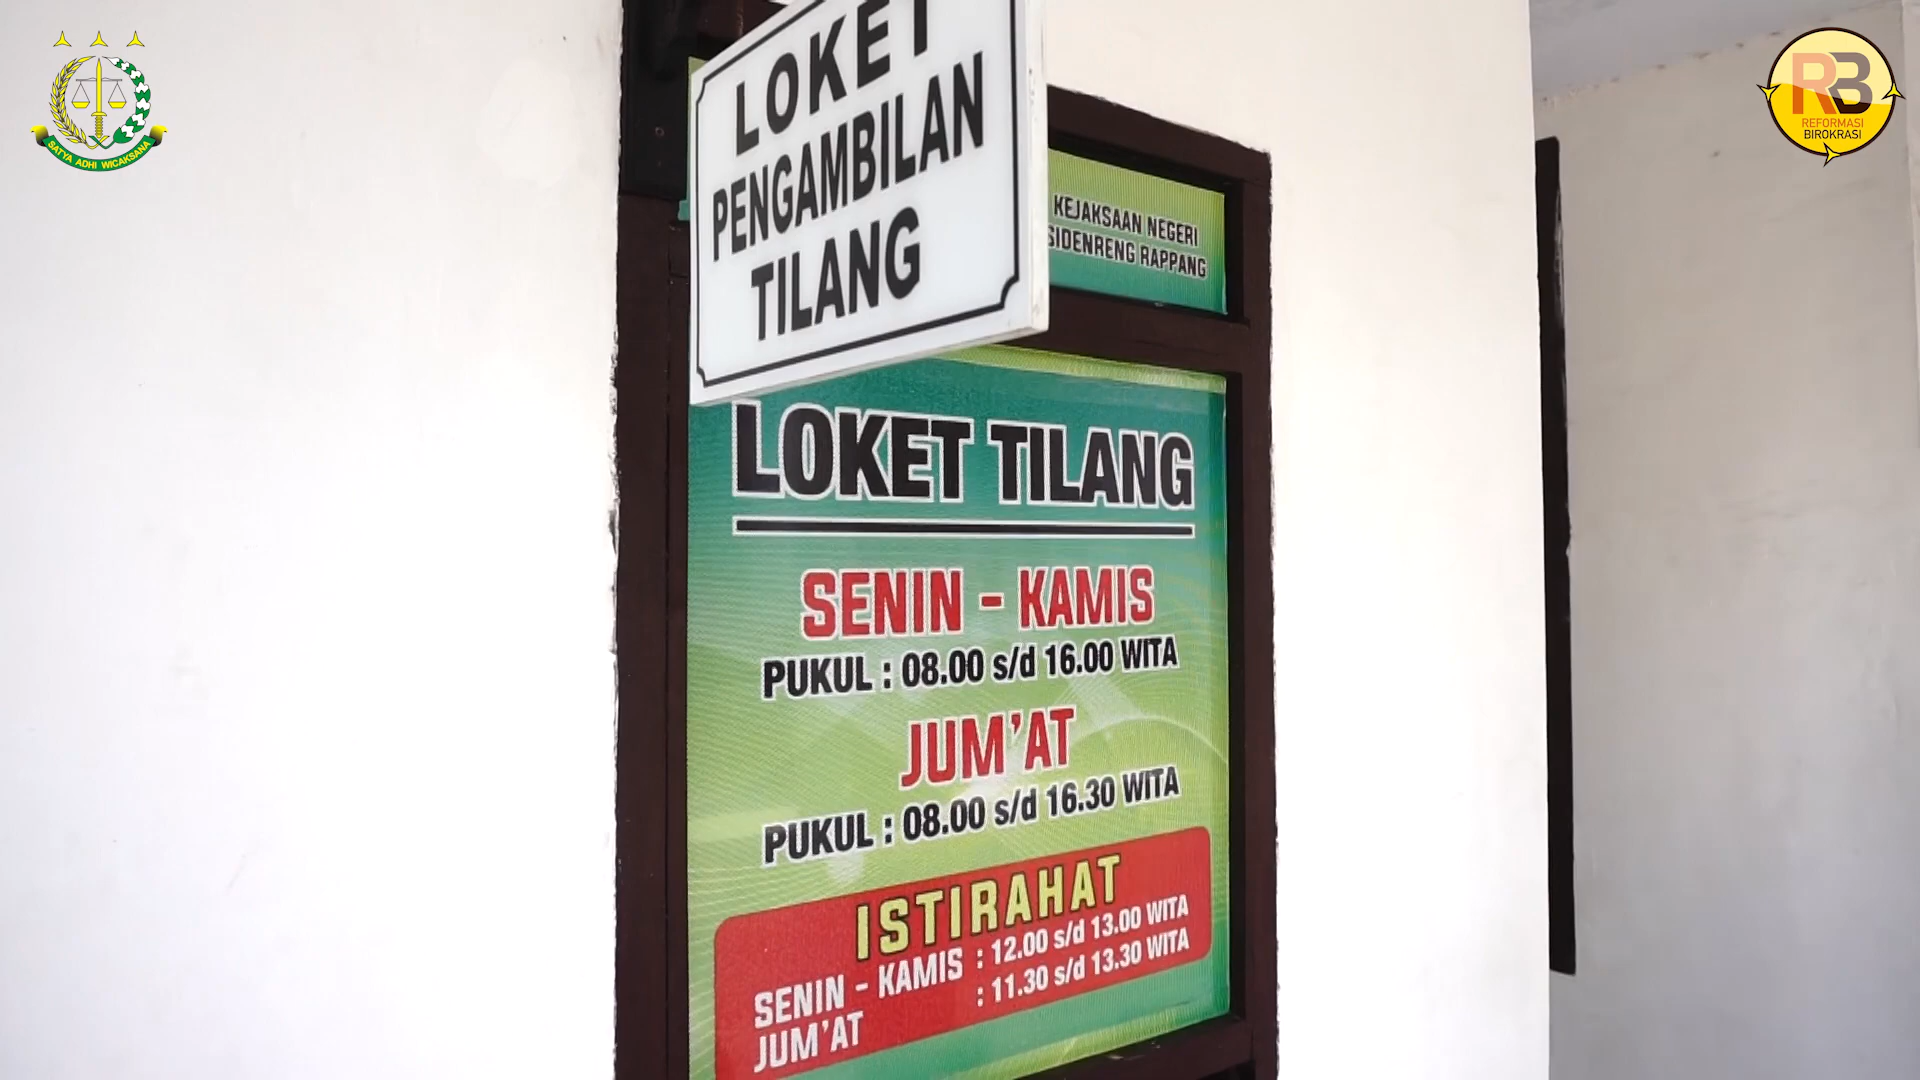 SATYA ADHI WICAKSANA
RB
REFORMASI
BIROKRASI
LOKET
PENGAMBILAN
TILANG
KEJAKSAAN NEGERI
SIDENRENG RAPPANG
LOKET TILANG
SENIN - KAMIS
PUKUL : 08.00 s/d 16.00 WITA
JUM'AT
PUKUL : 08.00 s/d 16.30 WITA
ISTIRAHAT
SENIN - KAMIS : 12.00 s/d 13.00 WITA
JUM'AT : 11.30 s/d 13.30 WITA